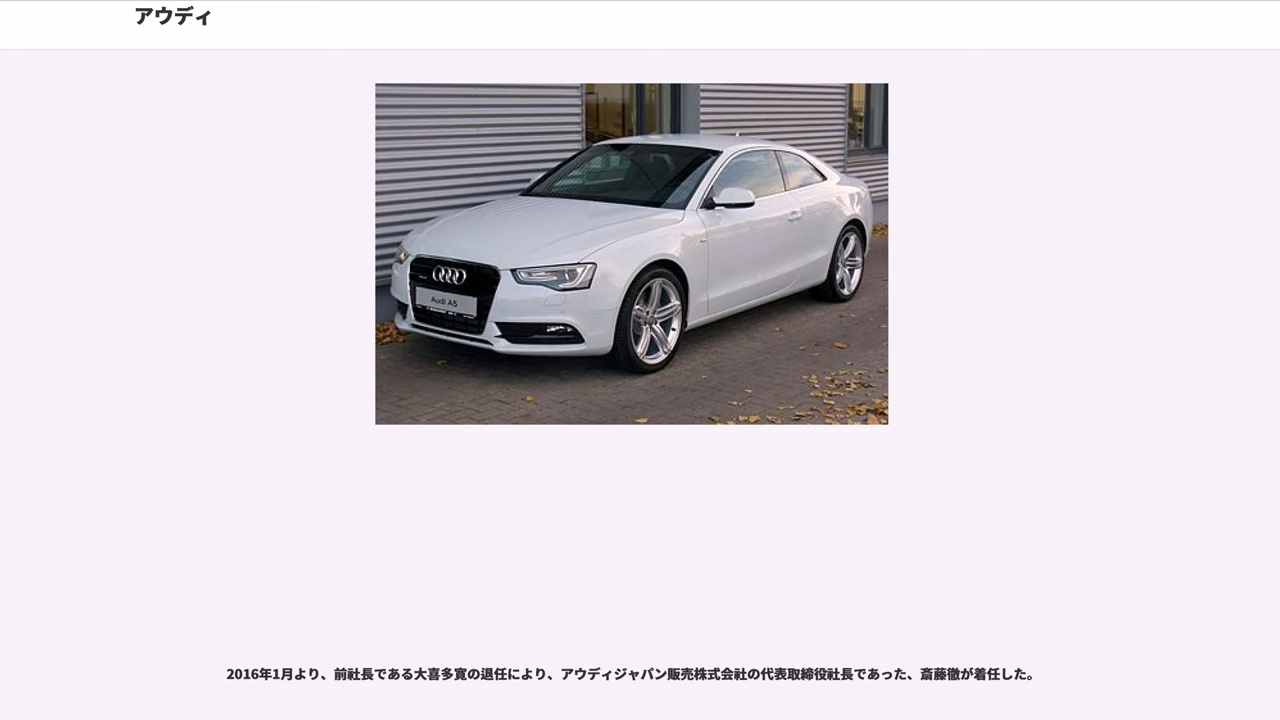 アウディ
Audi A5
2016年1月より、前社長である大喜多寛の退任により、アウディジャパン販売株式会社の代表取締役社長であった、斎藤徹が着任した。